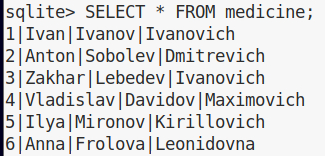 sqlite> SELECT * FROM medicine;
1|Ivan|Ivanov|Ivanovich
2|Anton|Sobolev|Dmitrevich
3|Zakhar|Lebedev|Ivanovich
4|Vladislav|Davidov|Maximovich
5|Ilya|Mironov|Kirillovich
6|Anna|Frolova|Leonidovna